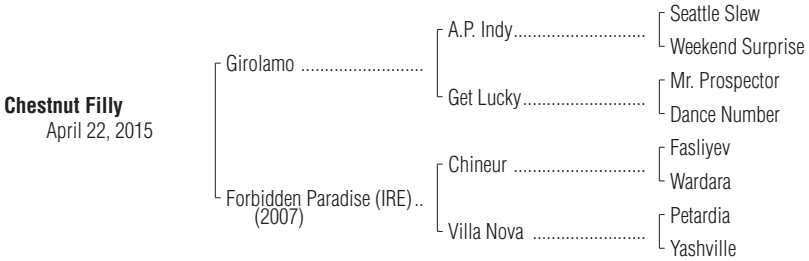 Seattle Slew
A.P. Indy..............................
Weekend Surprise
Girolamo ..........................
Mr. Prospector
Get Lucky............................
Dance Number
Chestnut Filly
April 22, 2015
Fasliyev
Chineur ..............................
Wardara
Forbidden Paradise (IRE) ..
(2007)
Petardia
Villa Nova ..........................
Yashville